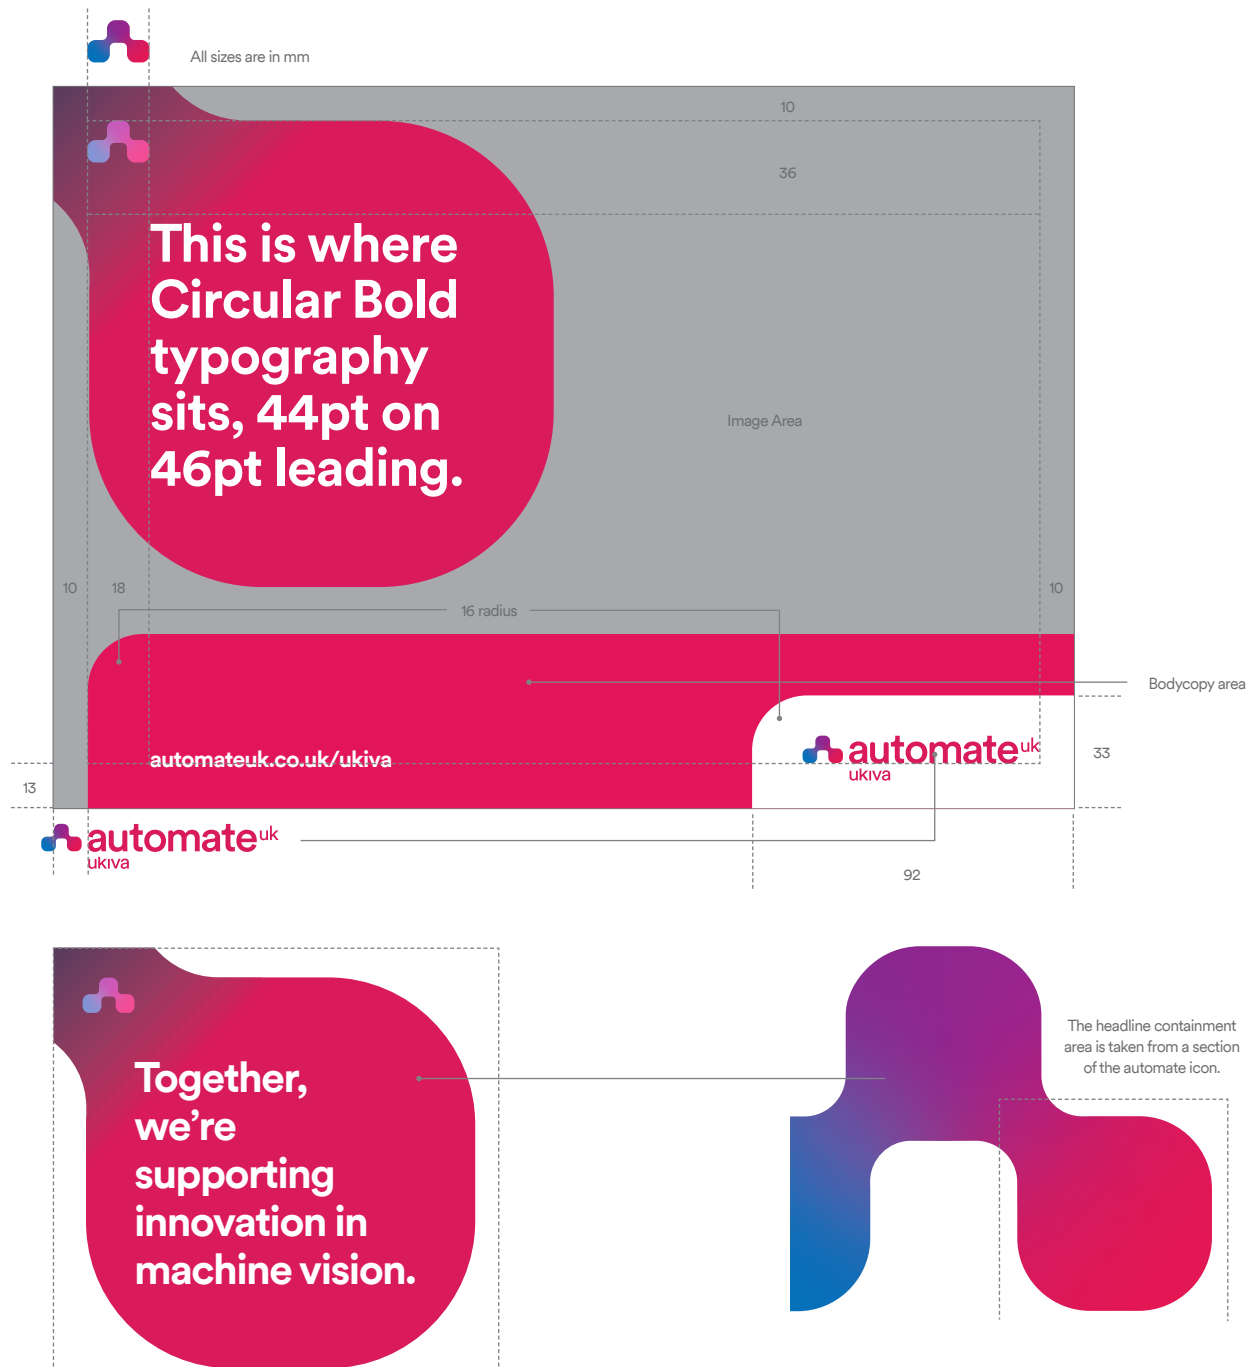 All sizes are in mm
10
36
This is where
Circular Bold
typography
sits, 44pt on
46pt leading.
Image Area
10
18
10
16 radius
Bodycopy area
automateuk.co.uk/ukiva
automate uk
ukiva
33
13
automate uk
ukiva
92
Together,
we’re
supporting
innovation in
machine vision.
The headline containment
area is taken from a section
of the automate icon.